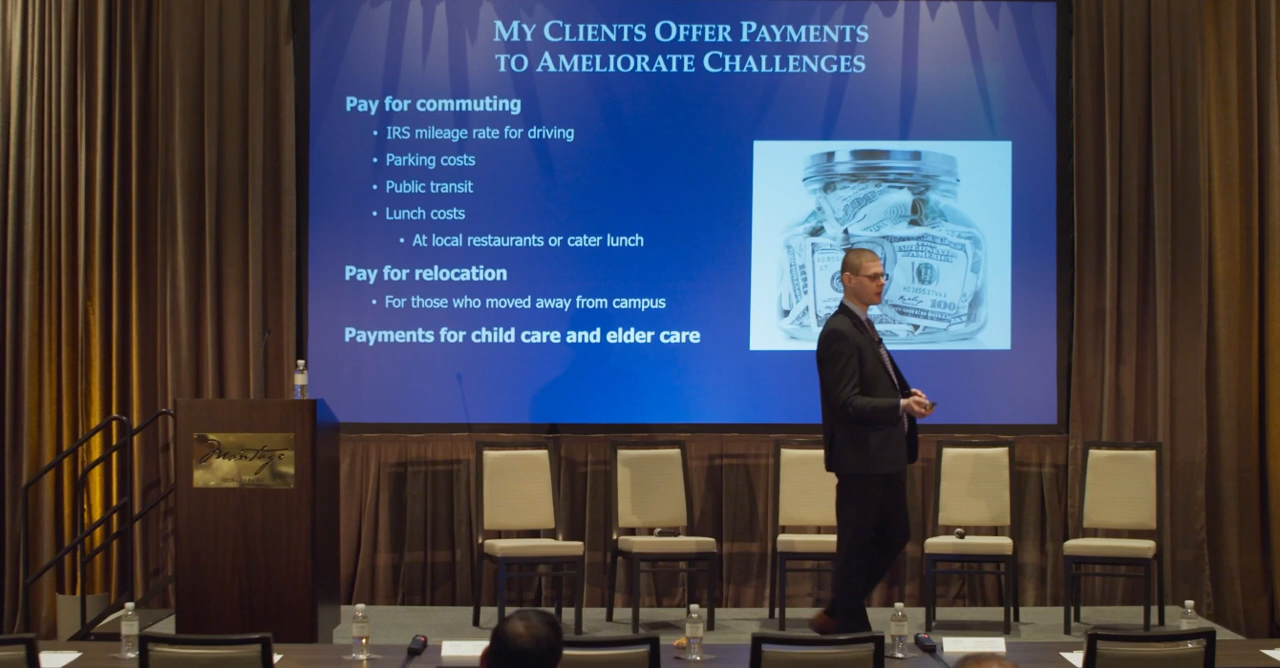 MY CLIENTS OFFER PAYMENTS
TO AMELIORATE CHALLENGES
Pay for commuting
• IRS mileage rate for driving
• Parking costs
• Public transit
• Lunch costs
• At local restaurants or cater lunch
Pay for relocation
• For those who moved away from campus
Payments for child care and elder care
100
Montage